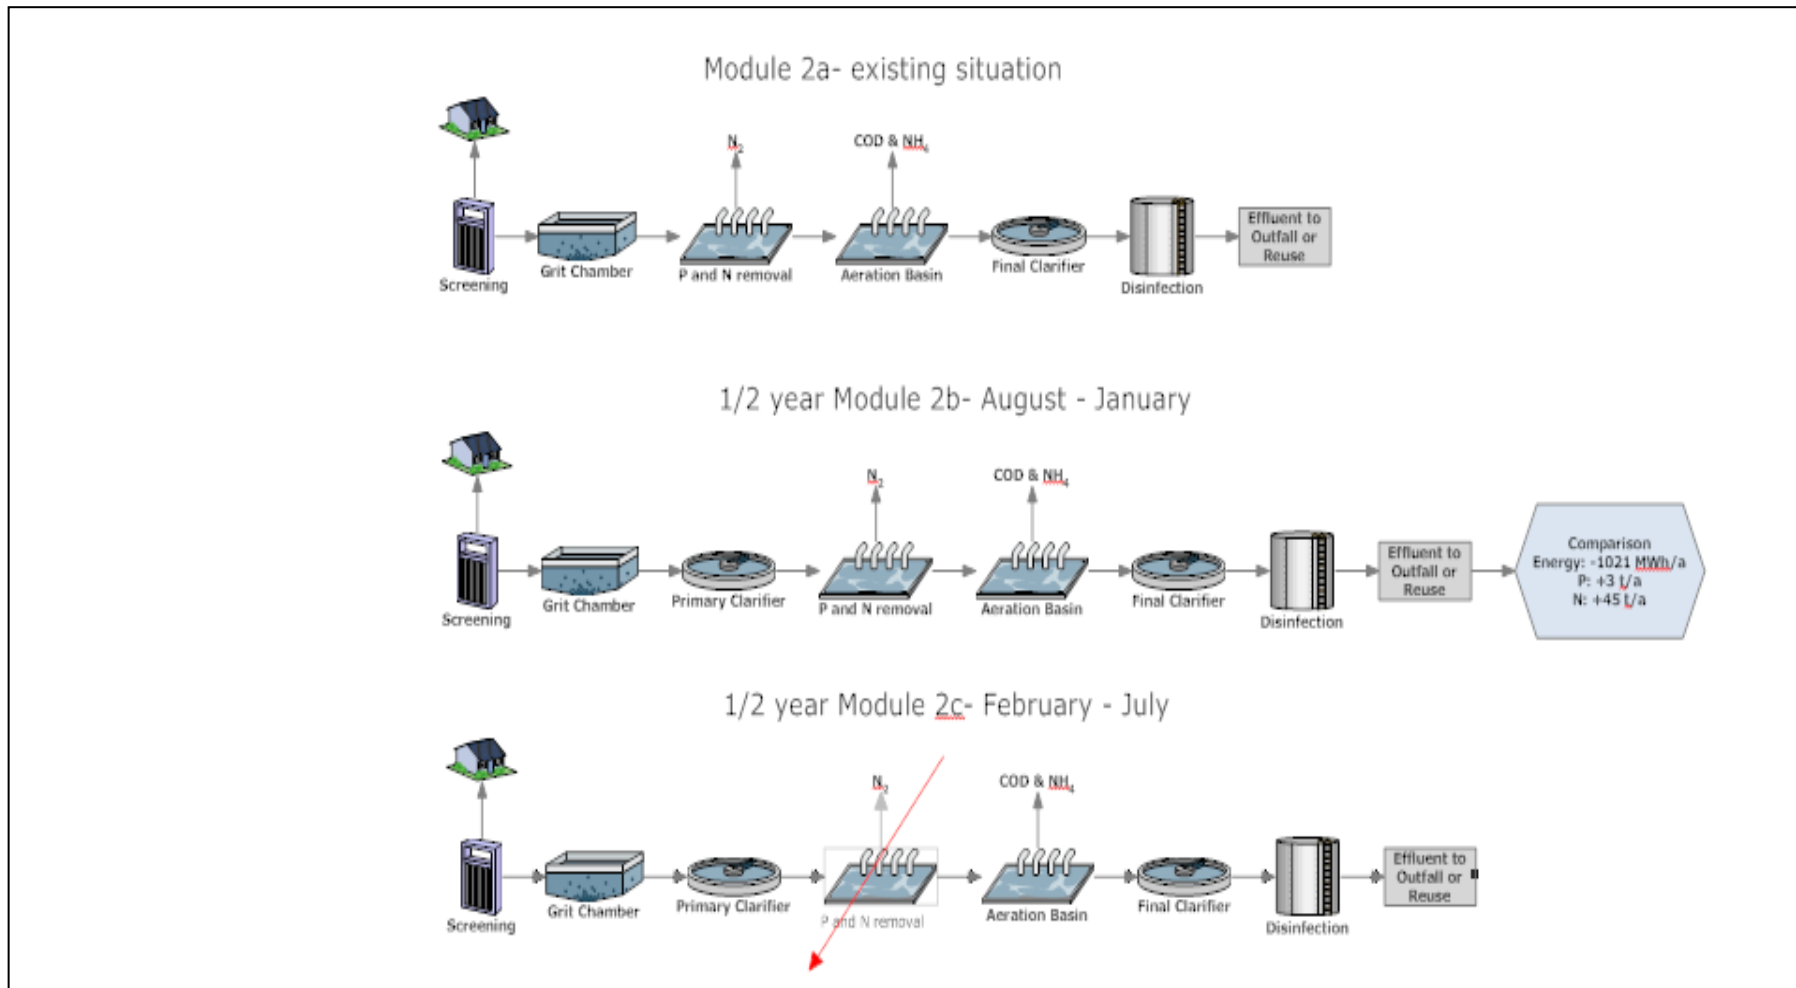 Module 2a- existing situation
N2
COD & NH4
Screening
Grit Chamber
P and N removal
Aeration Basin
Final Clarifier
Disinfection
Effluent to
Outfall or
Reuse
1/2 year Module 2b- August - January
N2
COD & NH4
Screening
Grit Chamber
Primary Clarifier
P and N removal
Aeration Basin
Final Clarifier
Disinfection
Effluent to
Outfall or
Reuse
Comparison
Energy: -1021 MWh/a
P: +3 t/a
N: +45 t/a
1/2 year Module 2c- February - July
N2
COD & NH4
Screening
Grit Chamber
Primary Clarifier
P and N removal
Aeration Basin
Final Clarifier
Disinfection
Effluent to
Outfall or
Reuse